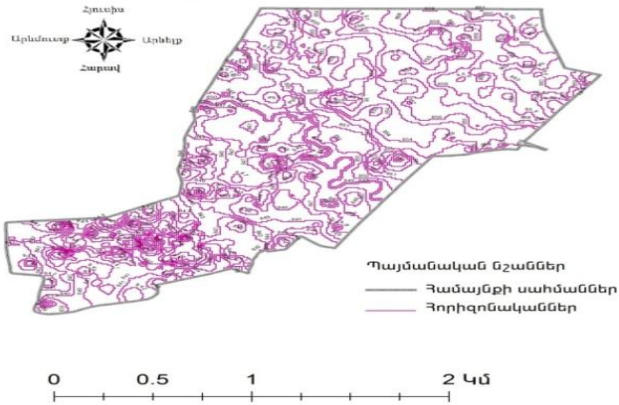 Հյուսիս
Արևմուտք Արևելք
Հարավ
Պայմանական նշաններ
Համայնքի սահմաններ
Հորիզոնականներ
0 0.5 1 2 Կմ